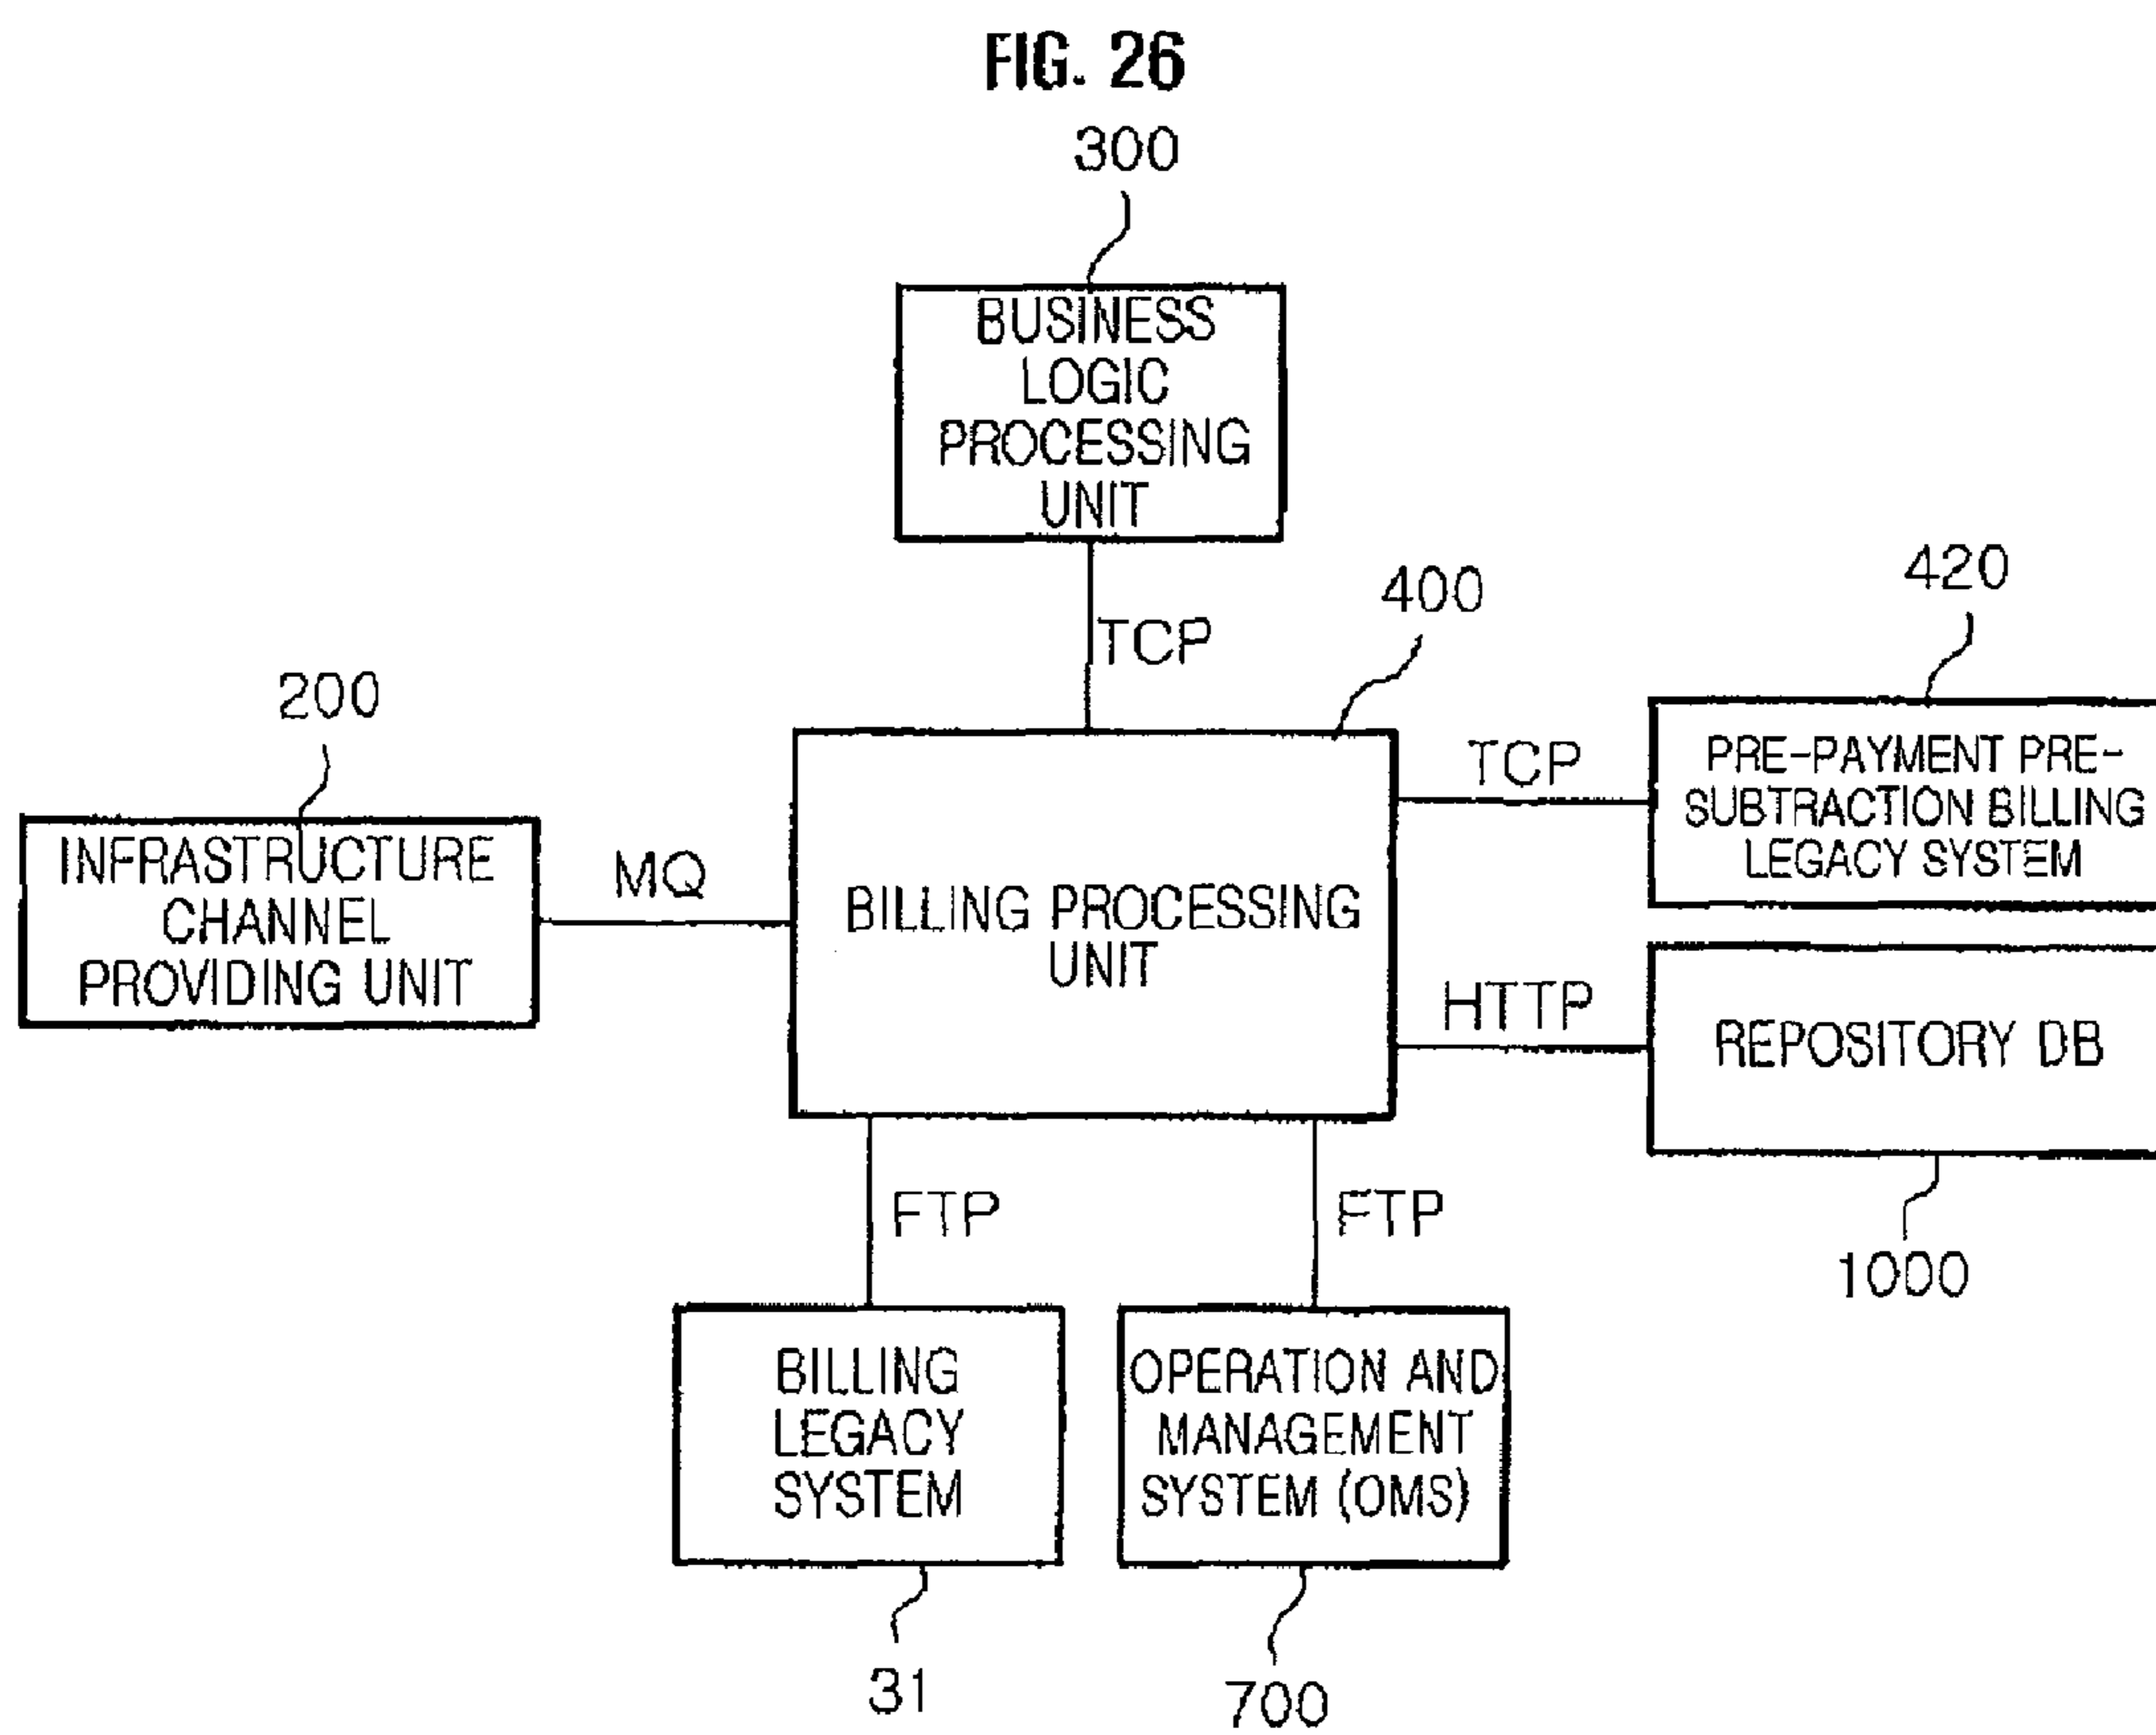 FIG. 26
300
BUSINESS
LOGIC
PROCESSING
UNIT
TCP
400
420
200
INFRASTRUCTURE
CHANNEL
PROVIDING UNIT
MQ
BILLING PROCESSING
UNIT
TCP
PRE-PAYMENT PRE-
SUBTRACTION BILLING
LEGACY SYSTEM
HTTP
REPOSITORY DB
1000
FTP
FTP
BILLING
LEGACY
SYSTEM
OPERATION AND
MANAGEMENT
SYSTEM (OMS)
31
700